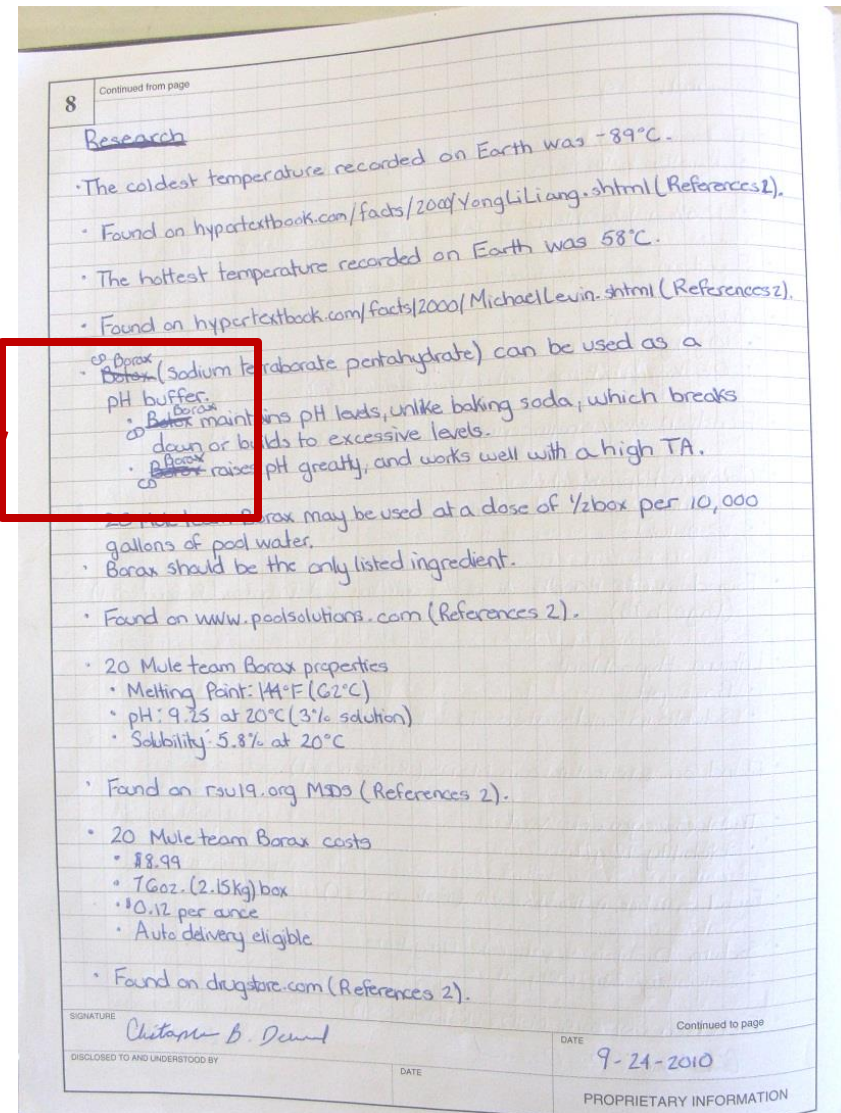 8
Continued from page
Research
· The coldest temperature recorded on Earth was -89°C.
· Found on hypertextbook.com/facts/2000/YongLiLiang.shtml (References 2).
· The hottest temperature recorded on Earth was 58°C.
· Found on hypertextbook.com/facts/2000/MichaelLevin.shtml (References 2).
CD Borax
· Botox (sodium tetraborate pentahydrate) can be used as a
pH buffer.
Borax
· Botox maintains pH levels, unlike baking soda, which breaks
CD down or builds to excessive levels.
Borax
· raises pH greatly, and works well with a high TA.
CD
20 Mule team Borax may be used at a dose of 1/2 box per 10,000
gallons of pool water.
· Borax should be the only listed ingredient.
· Found on www.poolsolutions.com (References 2).
· 20 Mule team Borax properties
· Melting Point: 144°F (62°C)
· pH: 9.25 at 20°C (3% solution)
· Solubility: 5.8% at 20°C
· Found on rsu19.org MSDS (References 2).
· 20 Mule team Borax costs
· $8.99
· 76oz. (2.15kg) box
· $0.12 per ounce
· Auto delivery eligible
· Found on drugstore.com (References 2).
SIGNATURE
B.
Continued to page
DATE
9-24-2010
DISCLOSED TO AND UNDERSTOOD BY
DATE
PROPRIETARY INFORMATION